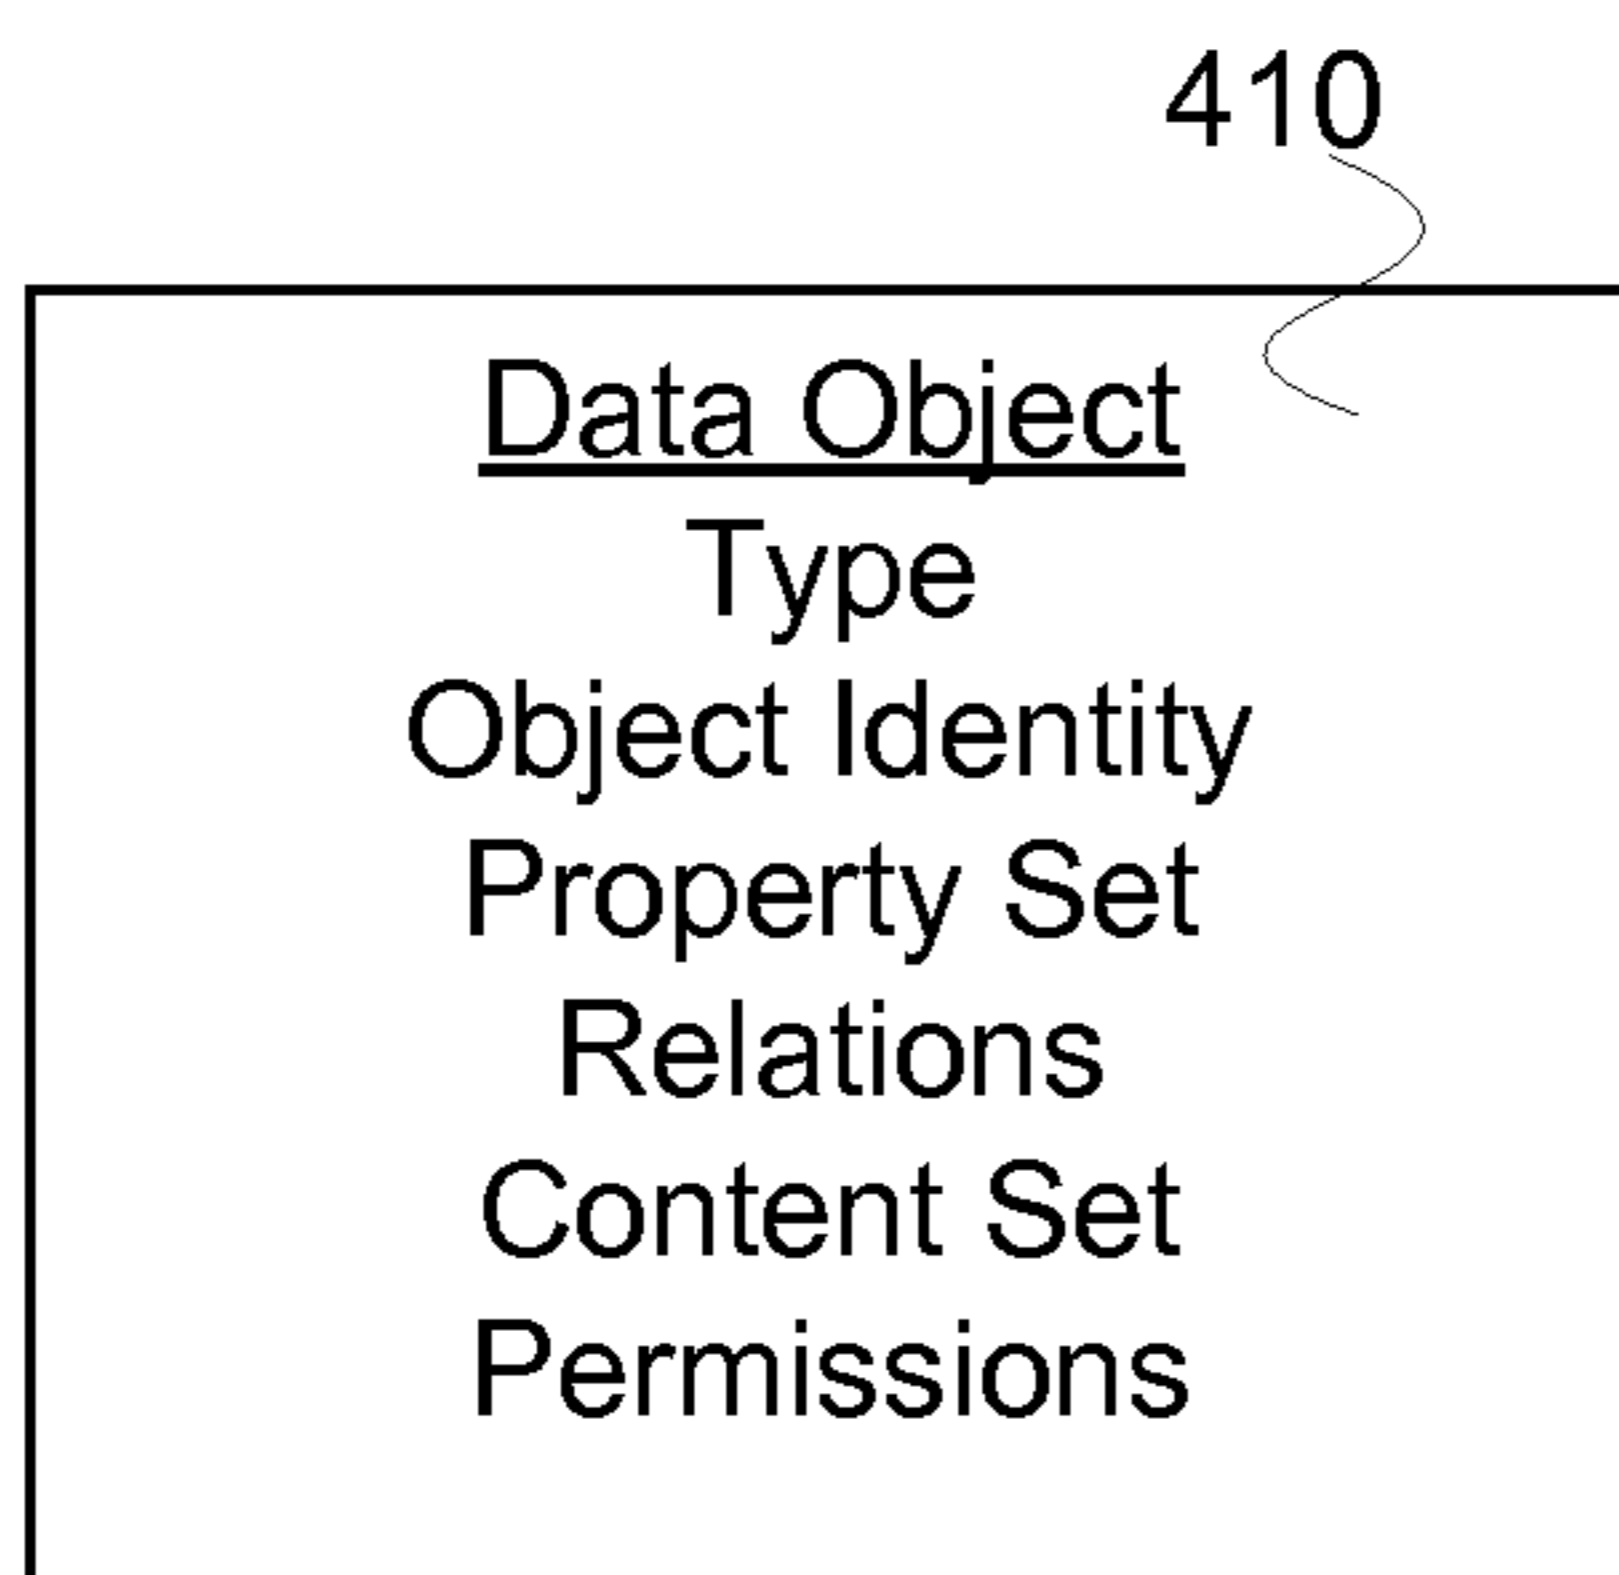 410
Data Object
Type
Object Identity
Property Set
Relations
Content Set
Permissions